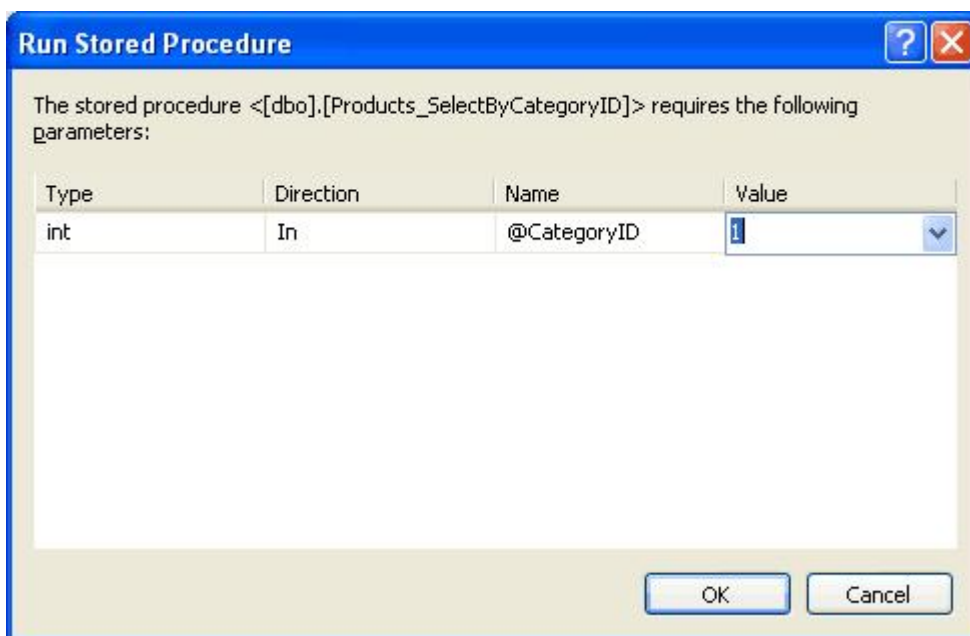 Run Stored Procedure
The stored procedure <[dbo].[Products_SelectByCategoryID]> requires the following
parameters:
Type Direction Name Value
int In @CategoryID 1
OK Cancel